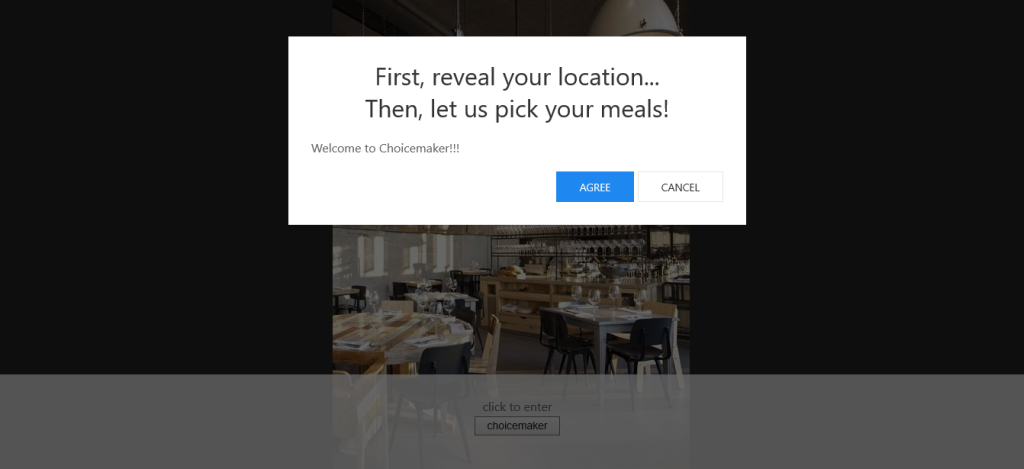 First, reveal your location...
Then, let us pick your meals!
Welcome to Choicemaker!!!
AGREE CANCEL
click to enter
choicemaker